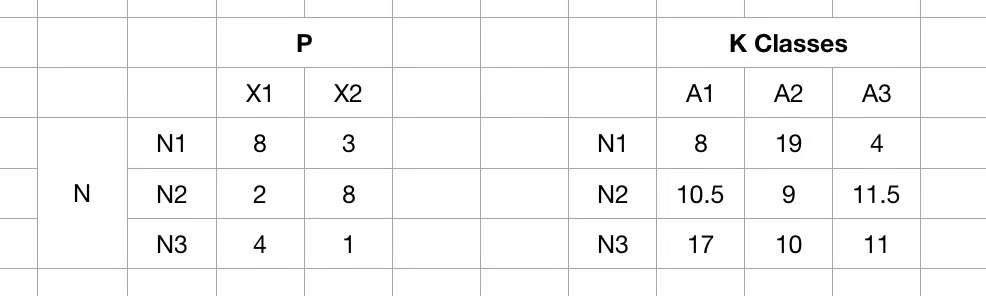 P K Classes
X1 X2 A1 A2 A3
N1 8 3 N1 8 19 4
N N2 2 8 N2 10.5 9 11.5
N3 4 1 N3 17 10 11